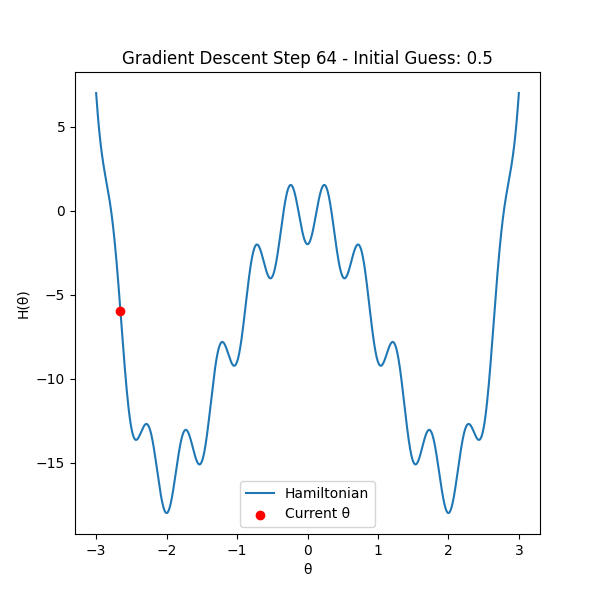 Gradient Descent Step 64 - Initial Guess: 0.5
H(θ)
5
0
−5
−10
−15
Hamiltonian
Current θ
−3 −2 −1 0 1 2 3
θ